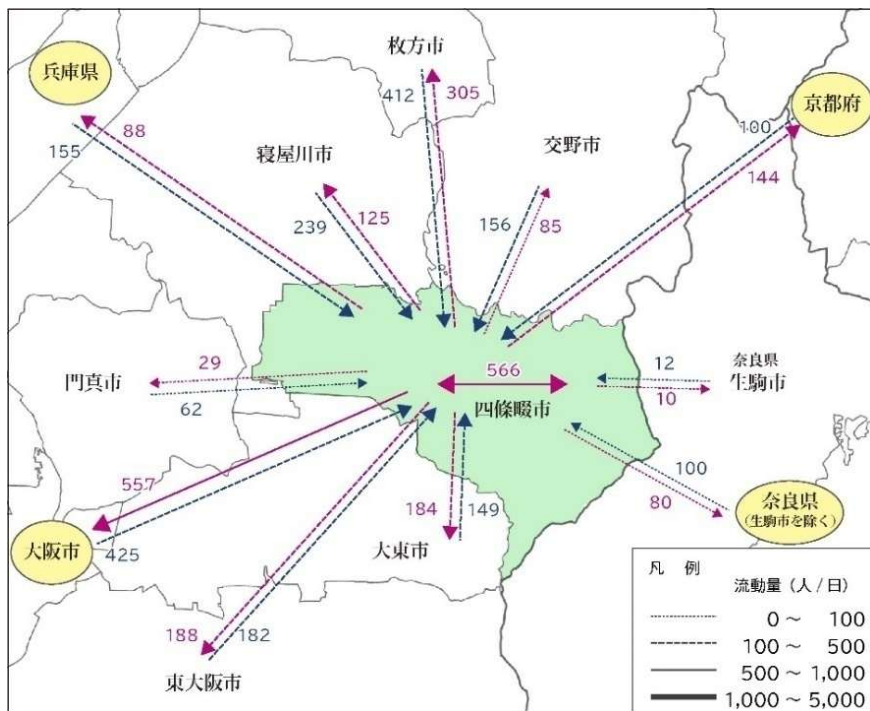 枚方市
兵庫県
412
305
京都府
88
100
155
寝屋川市
交野市
144
125
239
156
85
29
門真市
62
566
四條畷市
奈良県
12
生駒市
10
557
184
149
100
80
奈良県
(生駒市を除く)
大阪市
425
大東市
188
182
東大阪市
凡 例
流動量(人/日)
0～ 100
100～ 500
500～1,000
1,000～5,000